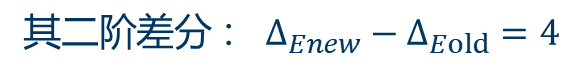 其二阶差分： Δ_{Enew} − Δ_{Eold} = 4